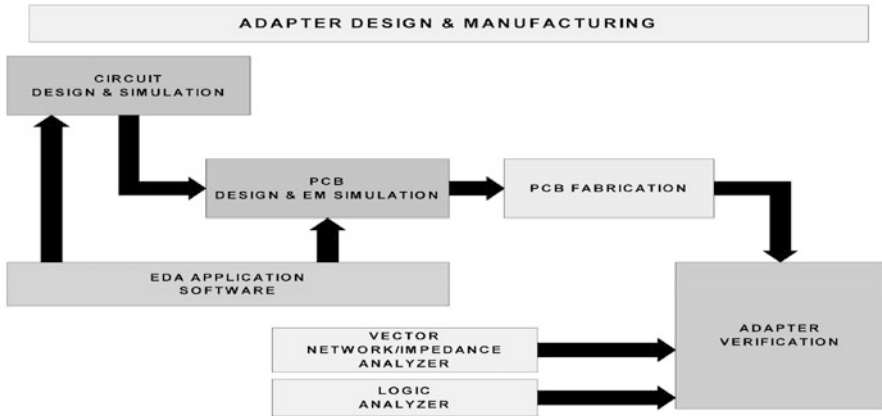 ADAPTER DESIGN & MANUFACTURING
CIRCUIT
DESIGN & SIMULATION
PCB
DESIGN & EM SIMULATION
PCB FABRICATION
EDA APPLICATION
SOFTWARE
ADAPTER
VERIFICATION
VECTOR
NETWORK/IMPEDANCE
ANALYZER
LOGIC
ANALYZER